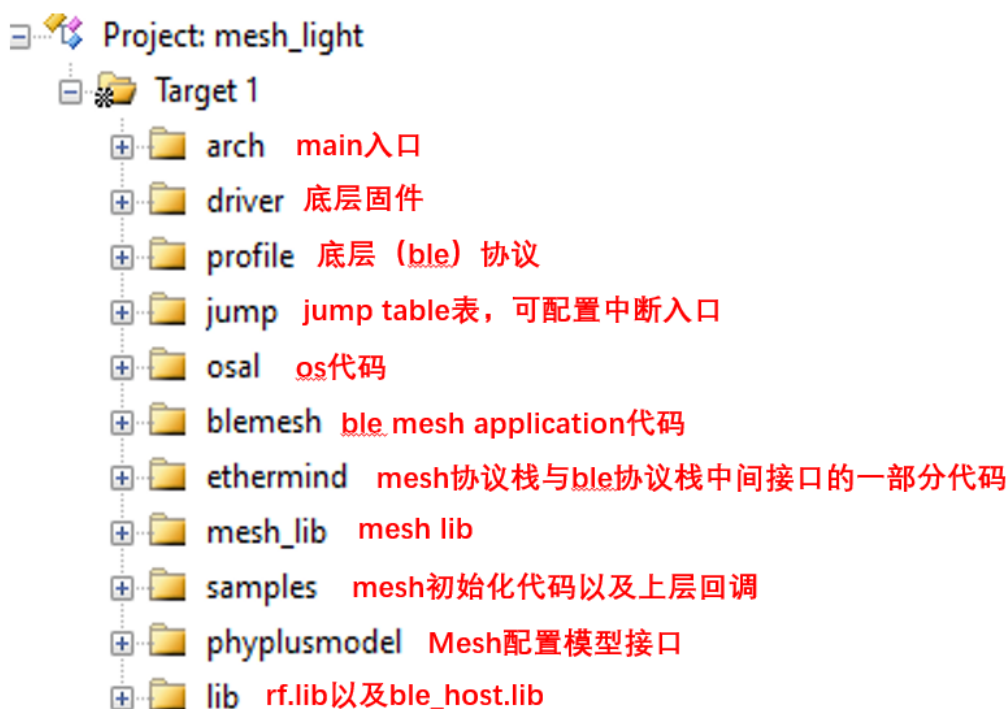 Project: mesh_light
Target 1
arch main入口
driver 底层固件
profile 底层（ble）协议
jump jump table表，可配置中断入口
osal os代码
blemesh ble mesh application代码
ethermind mesh协议栈与ble协议栈中间接口的一部分代码
mesh_lib mesh lib
samples mesh初始化代码以及上层回调
phyplusmodel Mesh配置模型接口
lib rf.lib以及ble_host.lib